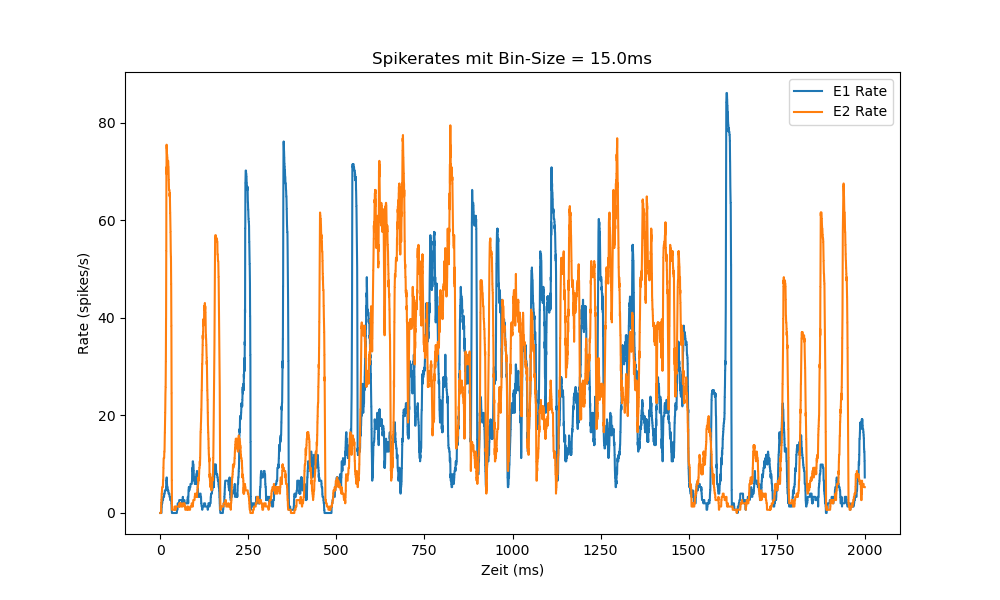 Spikerates mit Bin-Size = 15.0ms
E1 Rate
E2 Rate
Rate (spikes/s)
80
60
40
20
0
0 250 500 750 1000 1250 1500 1750 2000
Zeit (ms)